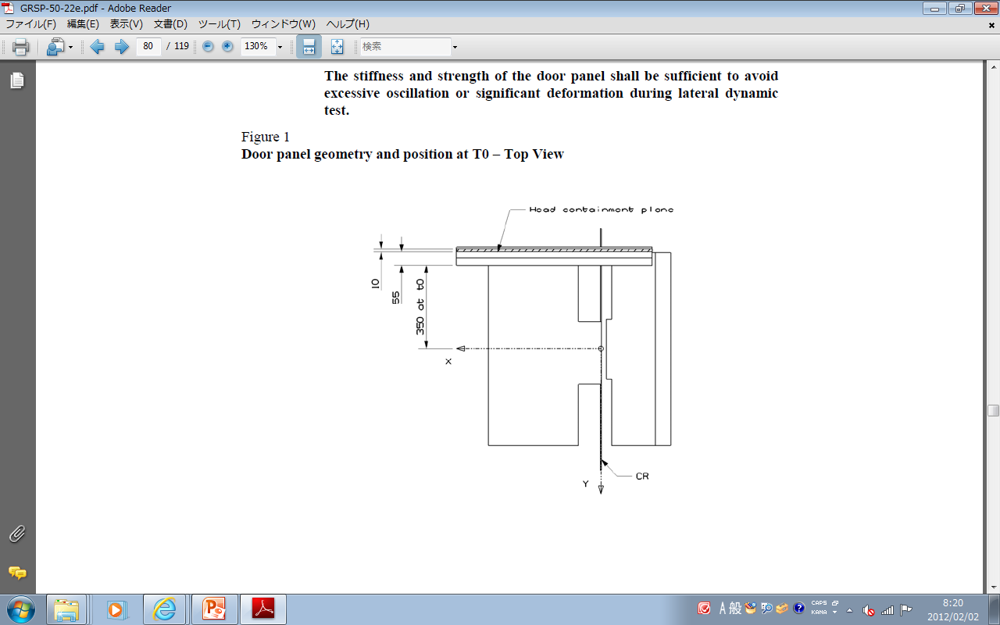 GRSP-50-22e.pdf - Adobe Reader
ファイル(F) 編集(E) 表示(V) 文書(D) ツール(T) ウィンドウ(W) ヘルプ(H)
80 / 119 130% 検索
The stiffness and strength of the door panel shall be sufficient to avoid
excessive oscillation or significant deformation during lateral dynamic
test.
Figure 1
Door panel geometry and position at T0 – Top View
Head containment plane
10
55
350 at t0
X
Y
CR
A 般 CAPS
KANA
8:20
2012/02/02